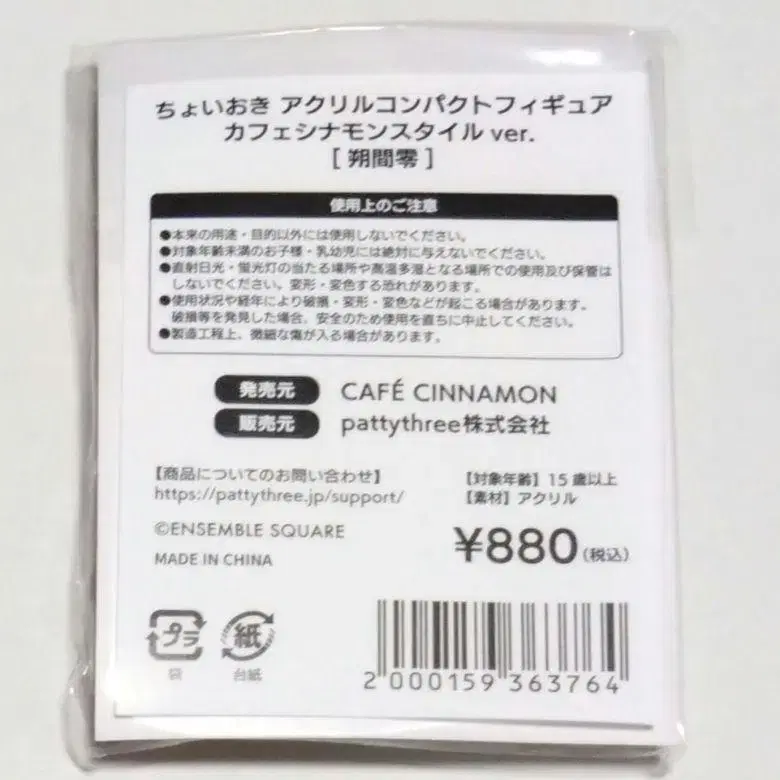 ちょいおき アクリルコンパクトフィギュア
カフェシナモンスタイル ver.
[ 朔間零 ]
使用上のご注意
●本来の用途・目的以外には使用しないでください。
●対象年齢未満のお子様・乳幼児には絶対に与えないでください。
●直射日光・蛍光灯の当たる場所や高温多湿となる場所での使用及び保管は
しないでください。変形・変色する恐れがあります。
●使用状況や経年により破損・変形・変色などが起こる場合があります。
破損等を発見した場合、安全のため使用を直ちに中止してください。
●製造工程上、微細な傷が入る場合があります。
発売元 CAFÉ CINNAMON
販売元 pattythree株式会社
【商品についてのお問い合わせ】
https://pattythree.jp/support/
【対象年齢】15歳以上
【素材】アクリル
©ENSEMBLE SQUARE
MADE IN CHINA
¥880(税込)
プラ 紙
袋 台紙
2 000159 363764